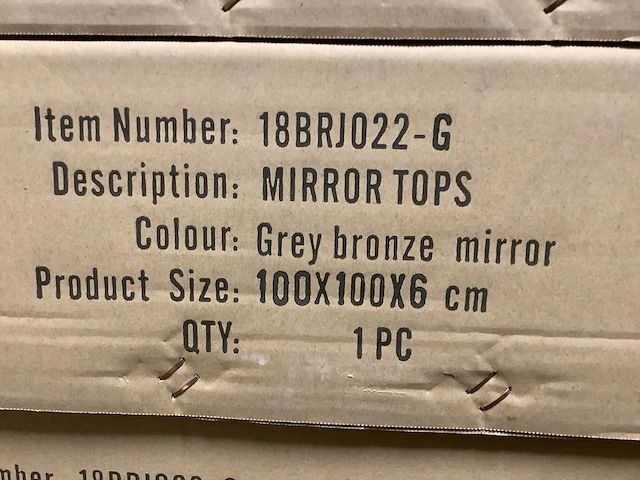 Item Number: 18BRJ022-G
Description: MIRROR TOPS
Colour: Grey bronze mirror
Product Size: 100X100X6 cm
QTY: 1 PC